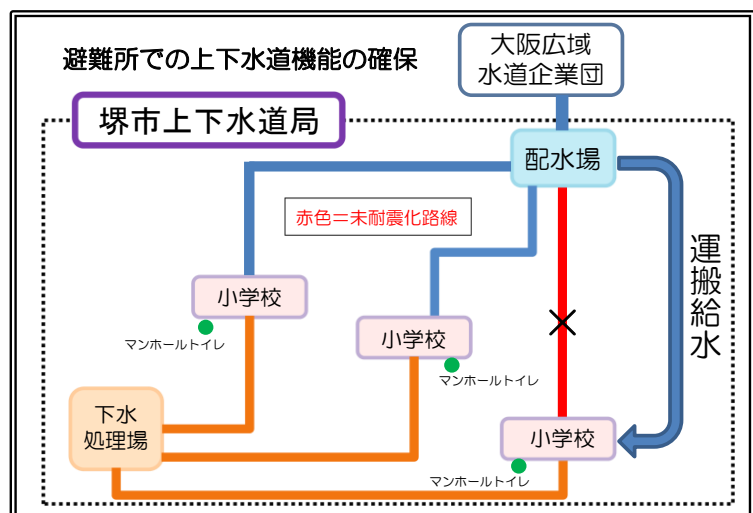 避難所での上下水道機能の確保
大阪広域
水道企業団
堺市上下水道局
配水場
赤色＝未耐震化路線
運搬給水
小学校
マンホールトイレ
小学校
マンホールトイレ
下水
処理場
小学校
マンホールトイレ